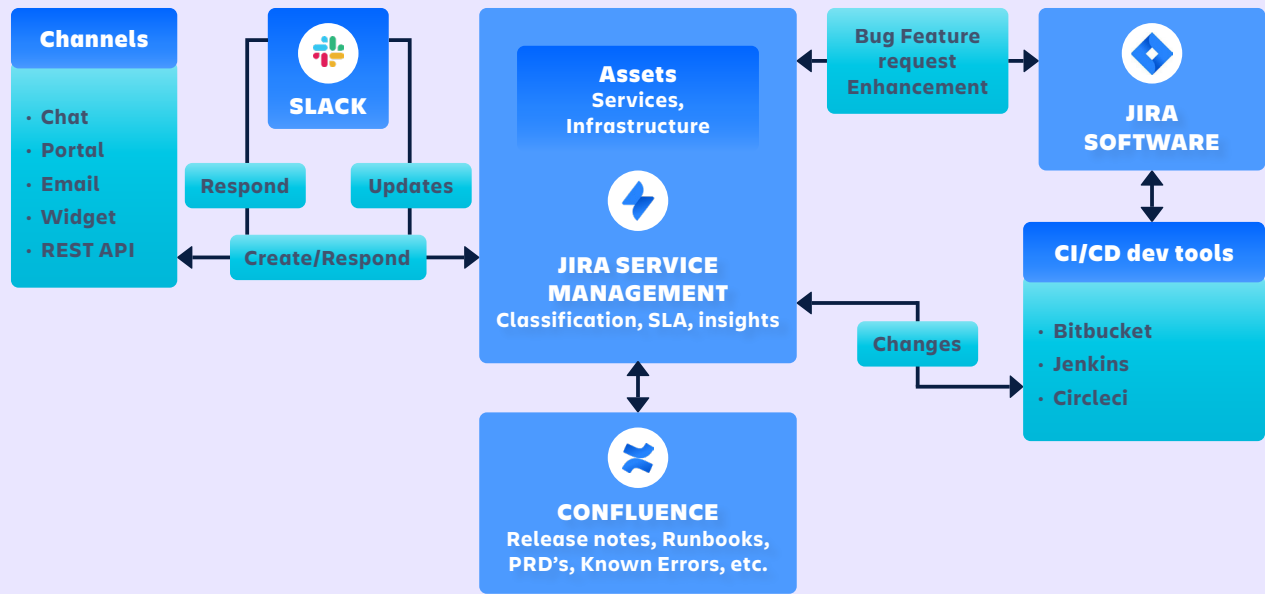 Channels
• Chat
• Portal
• Email
• Widget
• REST API
SLACK
Respond
Updates
Create/Respond
Assets
Services,
Infrastructure
JIRA SERVICE
MANAGEMENT
Classification, SLA, insights
CONFLUENCE
Release notes, Runbooks,
PRD's, Known Errors, etc.
Bug Feature
request
Enhancement
JIRA
SOFTWARE
Changes
CI/CD dev tools
• Bitbucket
• Jenkins
• Circleci